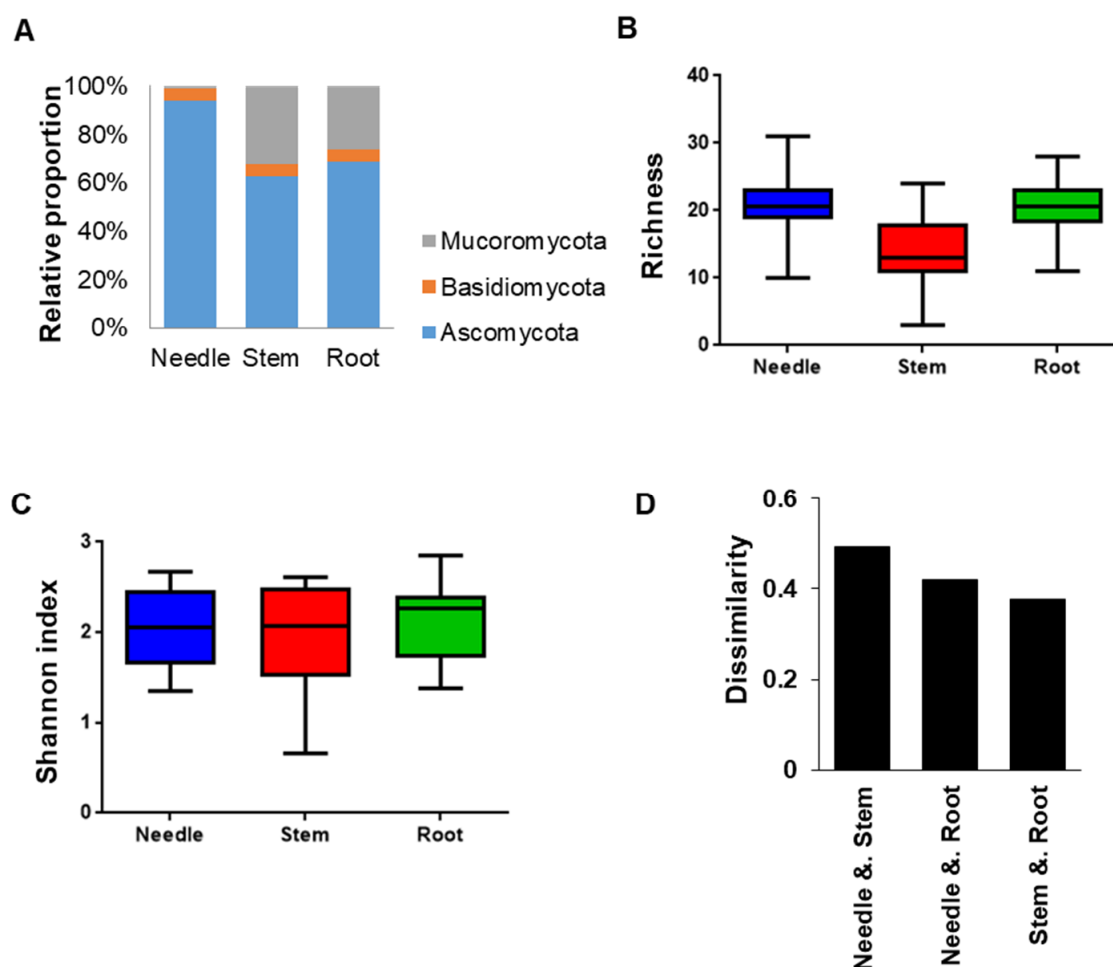 A
Relative proportion
100%
80%
60%
40%
20%
0%
Needle Stem Root
Mucoromycota
Basidiomycota
Ascomycota
B
Richness
40
30
20
10
0
Needle Stem Root
C
Shannon index
3
2
1
0
Needle Stem Root
D
Dissimilarity
0.6
0.4
0.2
0
Needle &. Stem
Needle &. Root
Stem &. Root